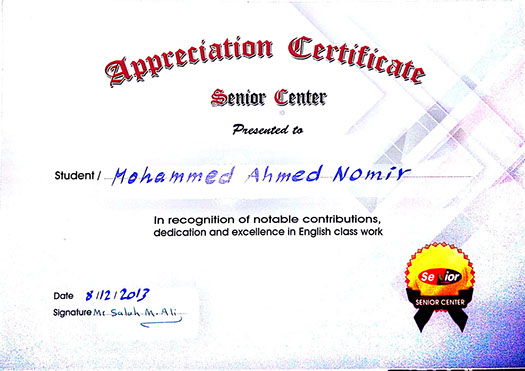 Appreciation Certificate
Senior Center
Presented to
Student / Mohammed Ahmed Nomir
In recognition of notable contributions,
dedication and excellence in English class work
Date 8/12/2013
Signature Mr. Salah M. Ali
Senior
SENIOR CENTER